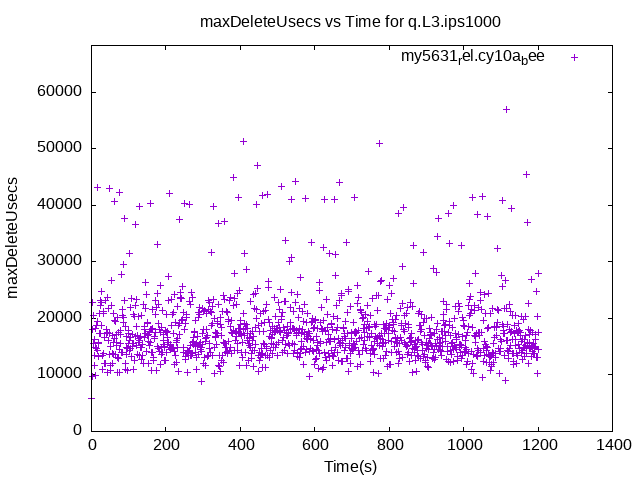 maxDeleteUsecs vs Time for q.L3.ips1000
my5631rel.cy10abee
60000
50000
40000
30000
20000
10000
0
maxDeleteUsecs
0 200 400 600 800 1000 1200 1400
Time(s)